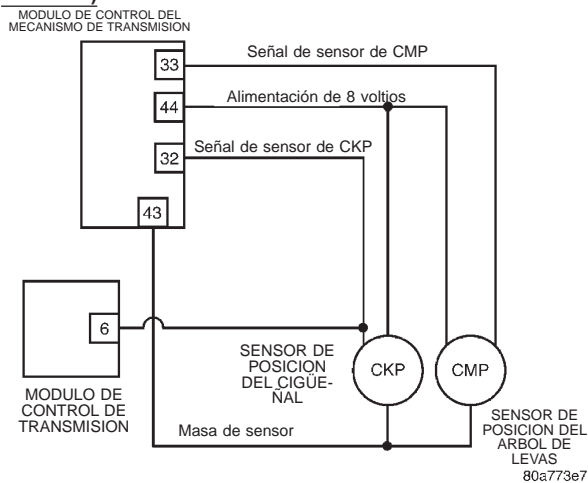 MODULO DE CONTROL DEL
MECANISMO DE TRANSMISION
33
Señal de sensor de CMP
44
Alimentación de 8 voltios
32
Señal de sensor de CKP
43
6
MODULO DE
CONTROL DE
TRANSMISION
SENSOR DE
POSICION
DEL CIGÜE-
ÑAL
CKP
CMP
Masa de sensor
SENSOR DE
POSICION DEL
ARBOL DE
LEVAS
80a773e7